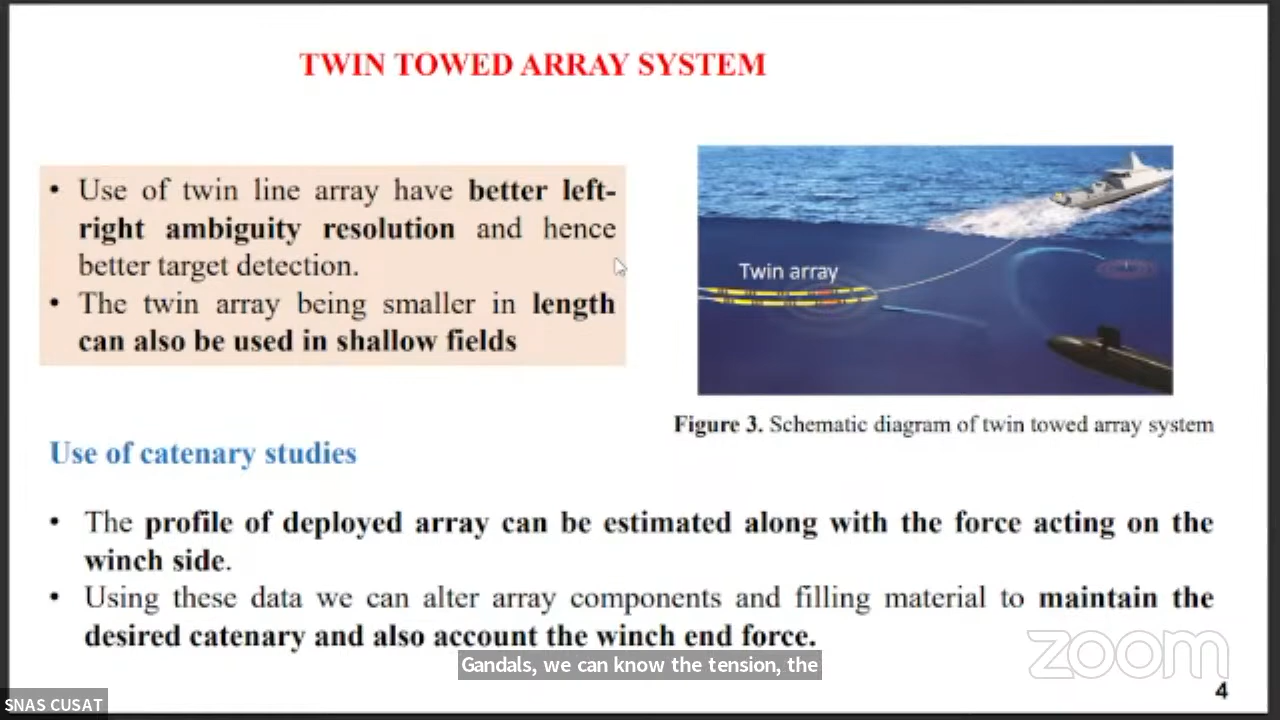 TWIN TOWED ARRAY SYSTEM
• Use of twin line array have better left-
right ambiguity resolution and hence
better target detection.
• The twin array being smaller in length
can also be used in shallow fields
Twin array
Figure 3. Schematic diagram of twin towed array system
Use of catenary studies
• The profile of deployed array can be estimated along with the force acting on the
winch side.
• Using these data we can alter array components and filling material to maintain the
desired catenary and also account the winch end force.
Gandals, we can know the tension, the
zoom
4
SNAS CUSAT